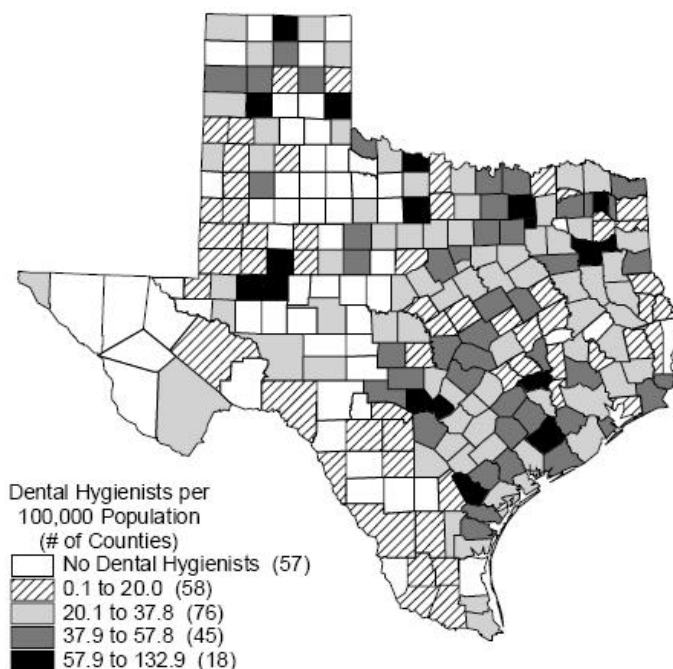 Dental Hygienists per
100,000 Population
(# of Counties)
No Dental Hygienists (57)
0.1 to 20.0 (58)
20.1 to 37.8 (76)
37.9 to 57.8 (45)
57.9 to 132.9 (18)